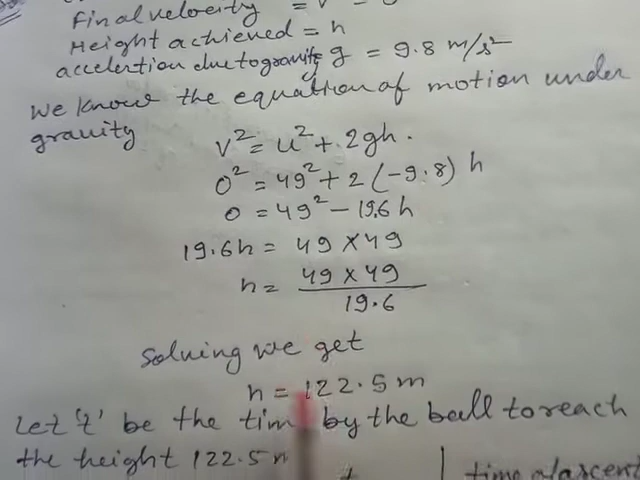 Final velocity = v
Height achieved = h
accelertion due to gravity g = 9.8 m/s²
We know the equation of motion under
gravity
v² = u² + 2gh.
0² = 49² + 2 (-9.8) h
0 = 49² - 19.6 h
19.6h = 49 × 49
h = 49 × 49
19.6
Solving we get
h = 122.5 m
Let 't' be the tim by the ball to reach
the height 122.5 m
time of ascent